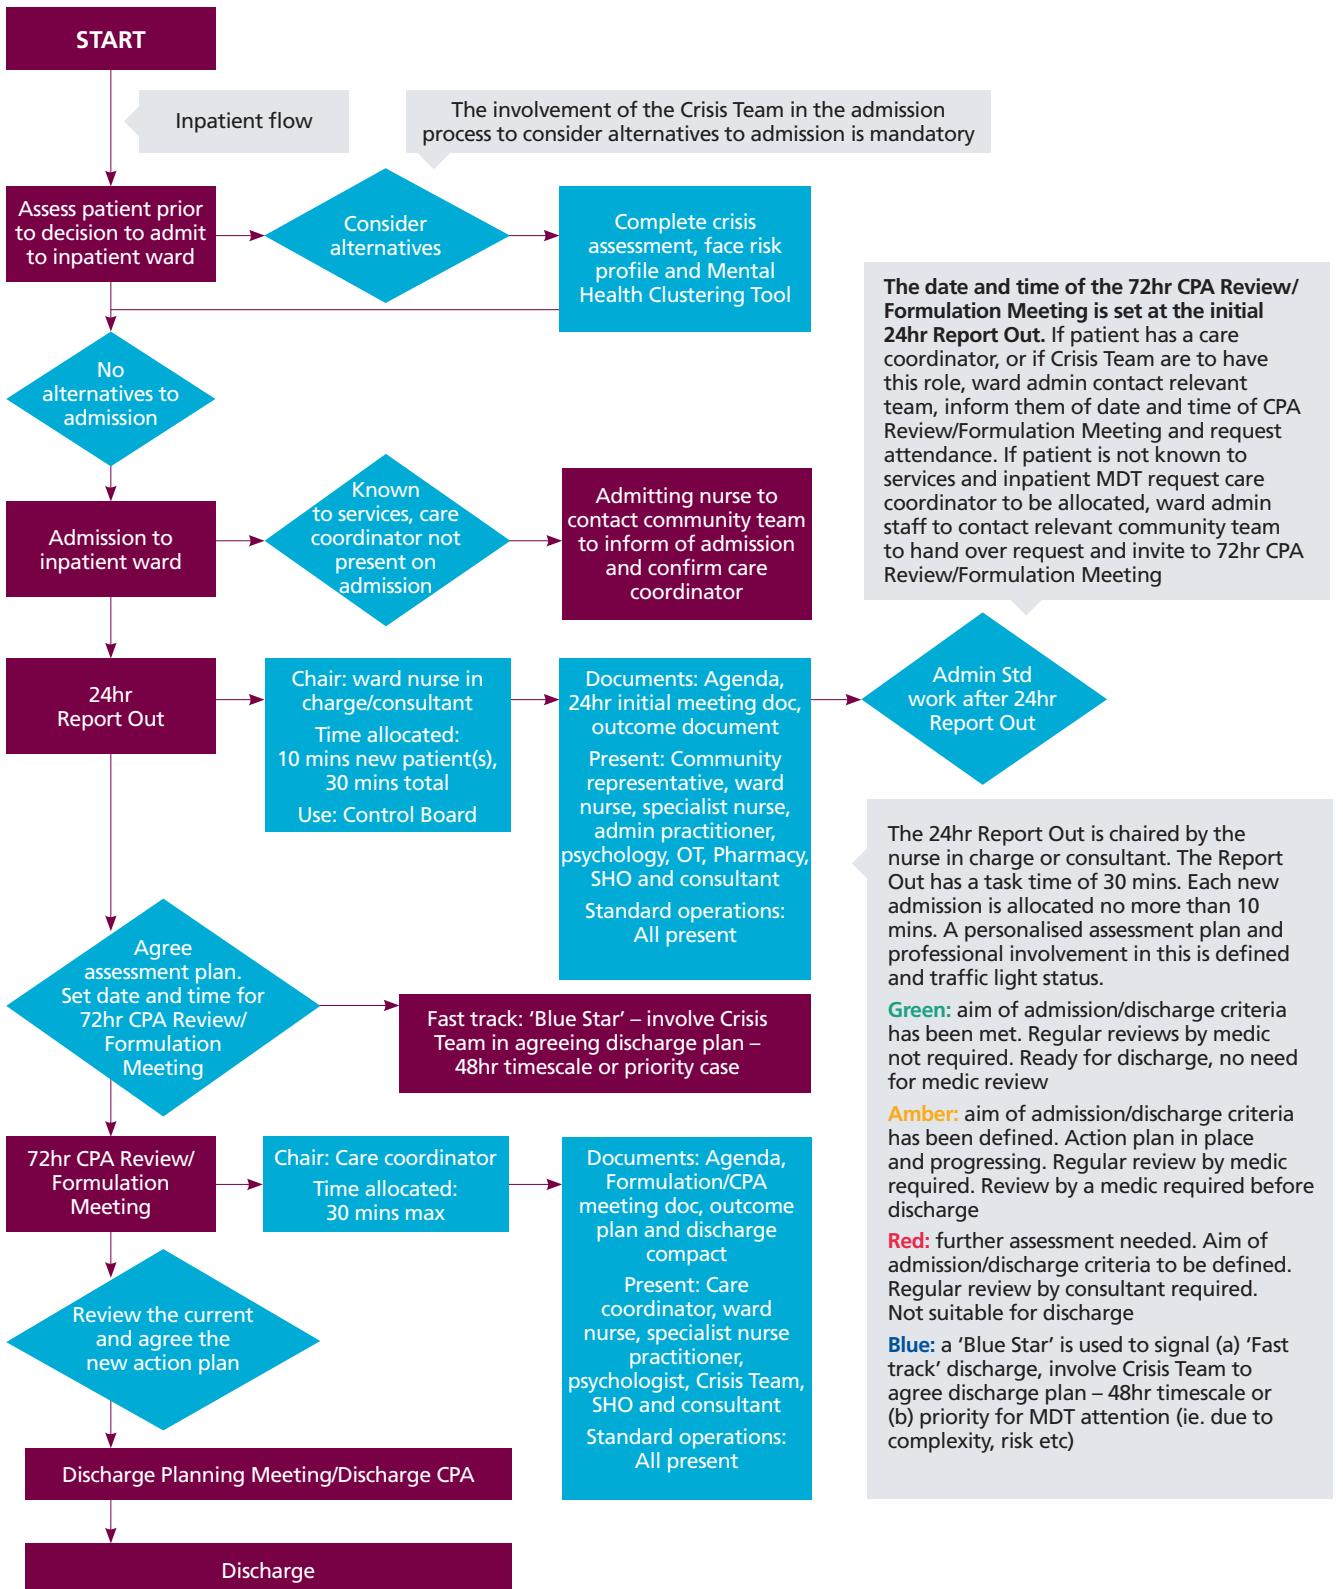 START
Inpatient flow
The involvement of the Crisis Team in the admission
process to consider alternatives to admission is mandatory
Assess patient prior
to decision to admit
to inpatient ward
Consider
alternatives
Complete crisis
assessment, face risk
profile and Mental
Health Clustering Tool
No
alternatives to
admission
The date and time of the 72hr CPA Review/
Formulation Meeting is set at the initial
24hr Report Out. If patient has a care
coordinator, or if Crisis Team are to have
this role, ward admin contact relevant
team, inform them of date and time of CPA
Review/Formulation Meeting and request
attendance. If patient is not known to
services and inpatient MDT request care
coordinator to be allocated, ward admin
staff to contact relevant community team
to hand over request and invite to 72hr CPA
Review/Formulation Meeting
Admission to
inpatient ward
Known
to services, care
coordinator not
present on
admission
Admitting nurse to
contact community team
to inform of admission
and confirm care
coordinator
24hr
Report Out
Chair: ward nurse in
charge/consultant
Time allocated:
10 mins new patient(s),
30 mins total
Use: Control Board
Documents: Agenda,
24hr initial meeting doc,
outcome document
Present: Community
representative, ward
nurse, specialist nurse,
admin practitioner,
psychology, OT, Pharmacy,
SHO and consultant
Standard operations:
All present
Admin Std
work after 24hr
Report Out
The 24hr Report Out is chaired by the
nurse in charge or consultant. The Report
Out has a task time of 30 mins. Each new
admission is allocated no more than 10
mins. A personalised assessment plan and
professional involvement in this is defined
and traffic light status.
Green: aim of admission/discharge criteria
has been met. Regular reviews by medic
not required. Ready for discharge, no need
for medic review
Amber: aim of admission/discharge criteria
has been defined. Action plan in place
and progressing. Regular review by medic
required. Review by a medic required before
discharge
Red: further assessment needed. Aim of
admission/discharge criteria to be defined.
Regular review by consultant required.
Not suitable for discharge
Blue: a ‘Blue Star’ is used to signal (a) ‘Fast
track’ discharge, involve Crisis Team to
agree discharge plan – 48hr timescale or
(b) priority for MDT attention (ie. due to
complexity, risk etc)
Agree
assessment plan.
Set date and time for
72hr CPA Review/
Formulation
Meeting
Fast track: ‘Blue Star’ – involve Crisis
Team in agreeing discharge plan –
48hr timescale or priority case
72hr CPA Review/
Formulation
Meeting
Chair: Care coordinator
Time allocated:
30 mins max
Documents: Agenda,
Formulation/CPA
meeting doc, outcome
plan and discharge
compact
Present: Care
coordinator, ward
nurse, specialist nurse
practitioner,
psychologist, Crisis Team,
SHO and consultant
Standard operations:
All present
Review the current
and agree the
new action plan
Discharge Planning Meeting/Discharge CPA
Discharge